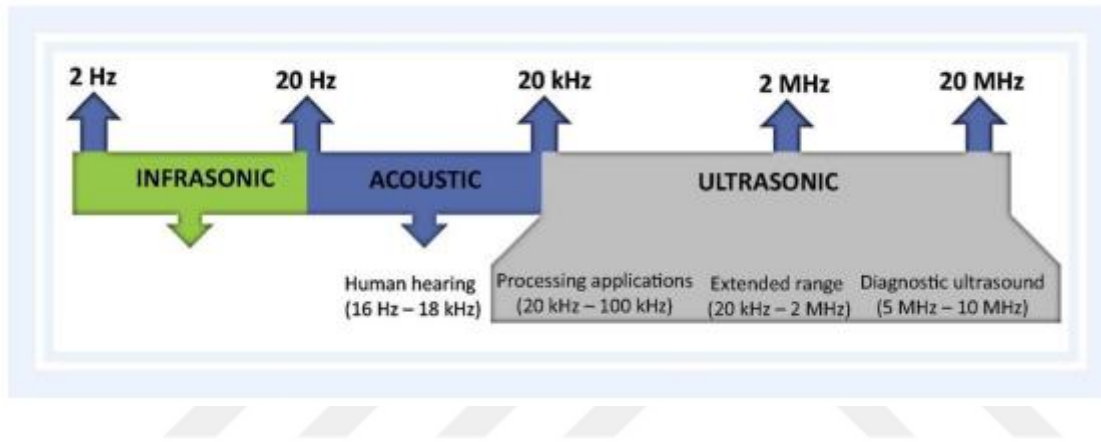 2 Hz 20 Hz 20 kHz 2 MHz 20 MHz
INFRASONIC ACOUSTIC ULTRASONIC
Human hearing Processing applications Extended range Diagnostic ultrasound
(16 Hz – 18 kHz) (20 kHz – 100 kHz) (20 kHz – 2 MHz) (5 MHz – 10 MHz)